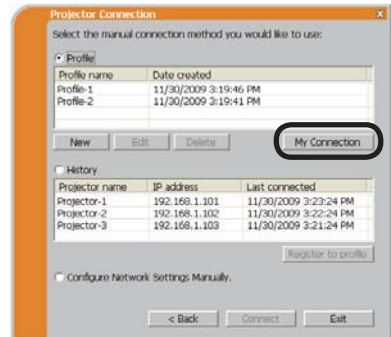 Projector Connection x
Select the manual connection method you would like to use:
Profile
Profile name Date created
Profile-1 11/30/2009 3:19:46 PM
Profile-2 11/30/2009 3:19:41 PM
New Edit Delete My Connection
History
Projector name IP address Last connected
Projector-1 192.168.1.101 11/30/2009 3:23:24 PM
Projector-2 192.168.1.102 11/30/2009 3:22:24 PM
Projector-3 192.168.1.103 11/30/2009 3:21:24 PM
Register to profile
Configure Network Settings Manually.
< Back Connect Exit